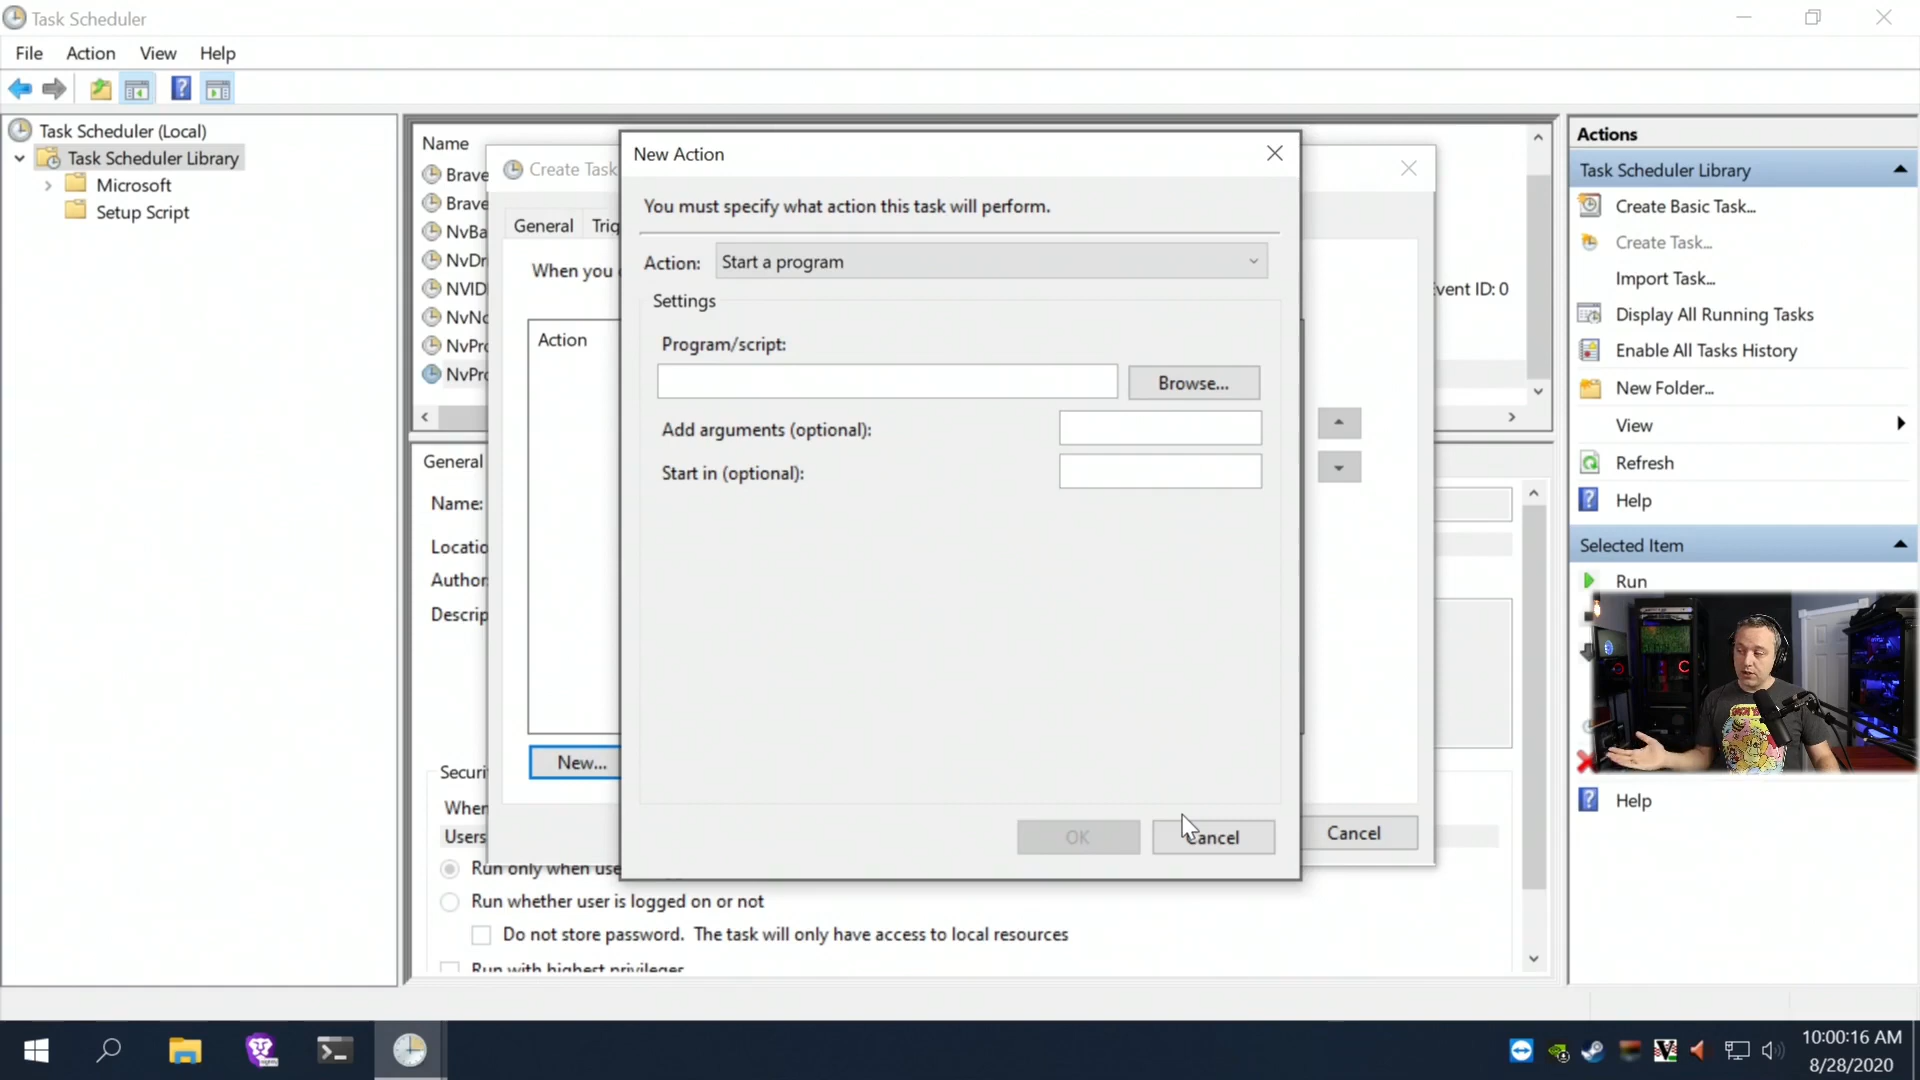 Task Scheduler
File Action View Help
Task Scheduler (Local)
Task Scheduler Library
Microsoft
Setup Script
Name
Brave
Brave
NvBa
NvDr
NVID
NvNo
NvPro
NvPro
Event ID: 0
Create Task
General
Trig
When you
Action
New...
Cancel
New Action
You must specify what action this task will perform.
Action: Start a program
Settings
Program/script:
Browse...
Add arguments (optional):
Start in (optional):
OK
Cancel
General
Name:
Locatio
Author
Descrip
Securi
When
Users
Run only when use
Run whether user is logged on or not
Do not store password. The task will only have access to local resources
Run with highest privileges
Actions
Task Scheduler Library
Create Basic Task...
Create Task...
Import Task...
Display All Running Tasks
Enable All Tasks History
New Folder...
View
Refresh
Help
Selected Item
Run
Help
10:00:16 AM
8/28/2020